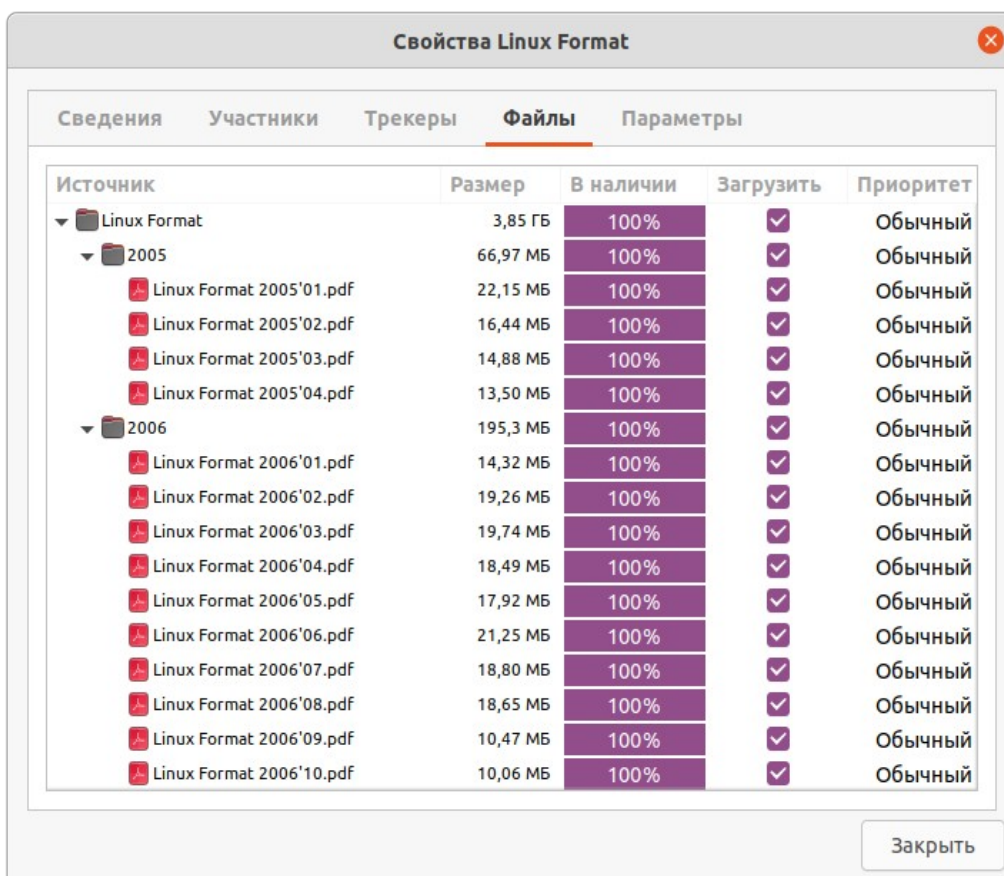 Свойства Linux Format
Сведения Участники Трекеры Файлы Параметры
Источник Размер В наличии Загрузить Приоритет
Linux Format 3,85 ГБ 100% Обычный
2005 66,97 МБ 100% Обычный
Linux Format 2005'01.pdf 22,15 МБ 100% Обычный
Linux Format 2005'02.pdf 16,44 МБ 100% Обычный
Linux Format 2005'03.pdf 14,88 МБ 100% Обычный
Linux Format 2005'04.pdf 13,50 МБ 100% Обычный
2006 195,3 МБ 100% Обычный
Linux Format 2006'01.pdf 14,32 МБ 100% Обычный
Linux Format 2006'02.pdf 19,26 МБ 100% Обычный
Linux Format 2006'03.pdf 19,74 МБ 100% Обычный
Linux Format 2006'04.pdf 18,49 МБ 100% Обычный
Linux Format 2006'05.pdf 17,92 МБ 100% Обычный
Linux Format 2006'06.pdf 21,25 МБ 100% Обычный
Linux Format 2006'07.pdf 18,80 МБ 100% Обычный
Linux Format 2006'08.pdf 18,65 МБ 100% Обычный
Linux Format 2006'09.pdf 10,47 МБ 100% Обычный
Linux Format 2006'10.pdf 10,06 МБ 100% Обычный
Закрыть